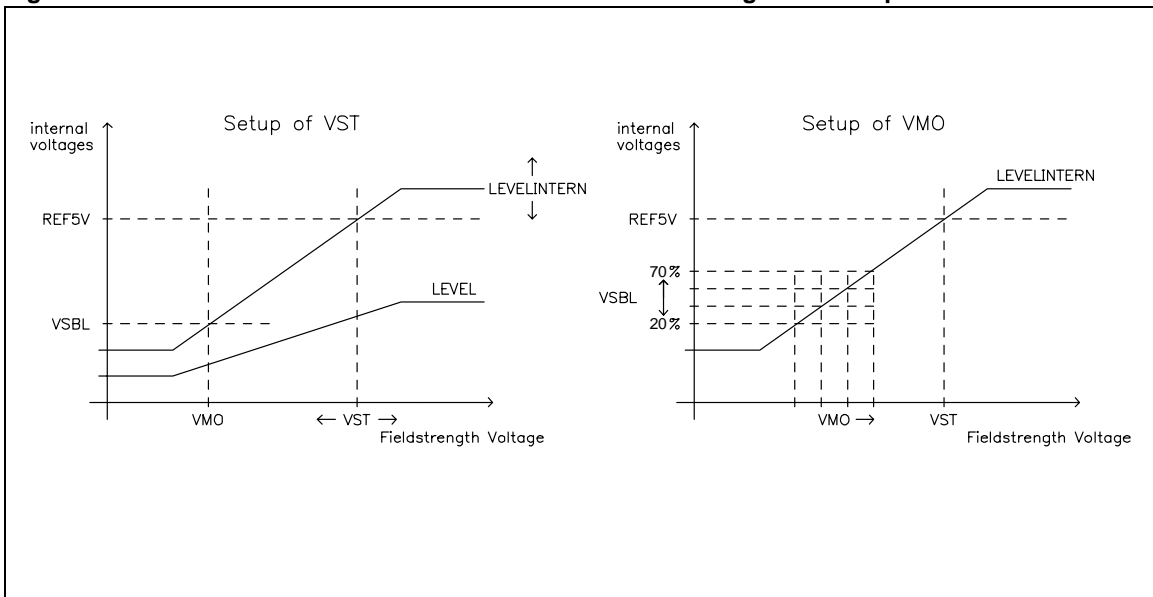 Setup of VST
internal
voltages
LEVELINTERN
REF5V
LEVEL
VSBL
VMO
← VST →
Fieldstrength Voltage
Setup of VMO
internal
voltages
LEVELINTERN
REF5V
70%
VSBL
20%
VMO →
VST
Fieldstrength Voltage